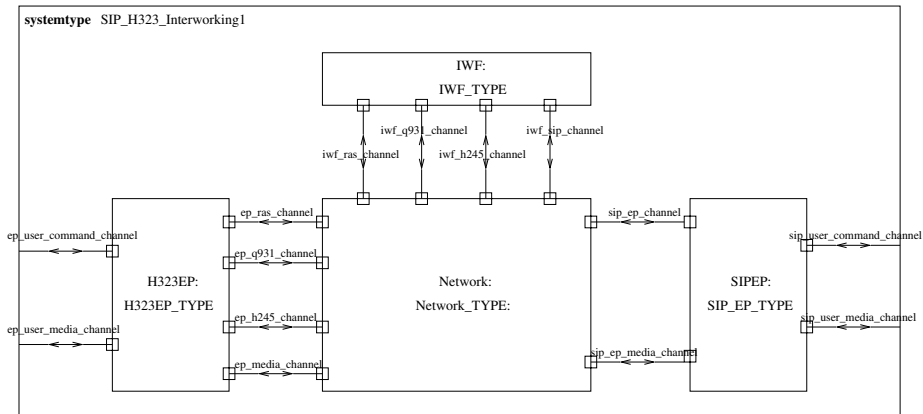 systemtype SIP_H323_Interworking1
IWF:
IWF_TYPE
iwf_q931_channel
iwf_sip_channel
iwf_ras_channel
iwf_h245_channel
ep_ras_channel
sip_ep_channel
ep_user_command_channel
sip_user_command_channel
ep_q931_channel
H323EP:
H323EP_TYPE
Network:
Network_TYPE:
SIPEP:
SIP_EP_TYPE
ep_user_media_channel
ep_h245_channel
sip_user_media_channel
ep_media_channel
sip_ep_media_channel